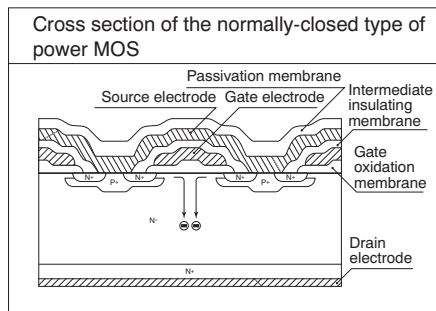 Cross section of the normally-closed type of
power MOS
Passivation membrane
Source electrode
Gate electrode
Intermediate
insulating
membrane
Gate
oxidation
membrane
N+
N+
P+
N+
N+
P+
N-
Drain
electrode
N+